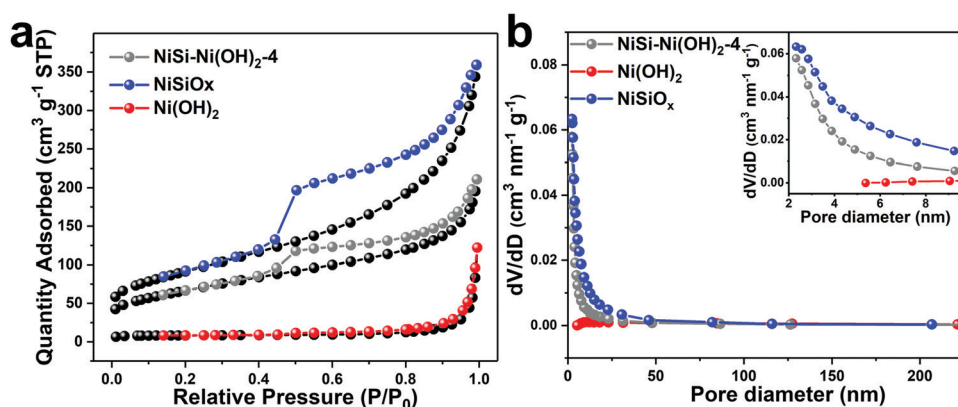 a
NiSi-Ni(OH)₂-4
NiSiOx
Ni(OH)₂
Quantity Adsorbed (cm³ g⁻¹ STP)
350
300
250
200
150
100
50
0
0.0 0.2 0.4 0.6 0.8 1.0
Relative Pressure (P/P₀)
b
NiSi-Ni(OH)₂-4
Ni(OH)₂
NiSiOₓ
dV/dD (cm³ nm⁻¹ g⁻¹)
0.08
0.06
0.04
0.02
0.00
0 50 100 150 200
Pore diameter (nm)
dV/dD (cm³ nm⁻¹ g⁻¹)
0.06
0.04
0.02
0.00
2 4 6 8
Pore diameter (nm)